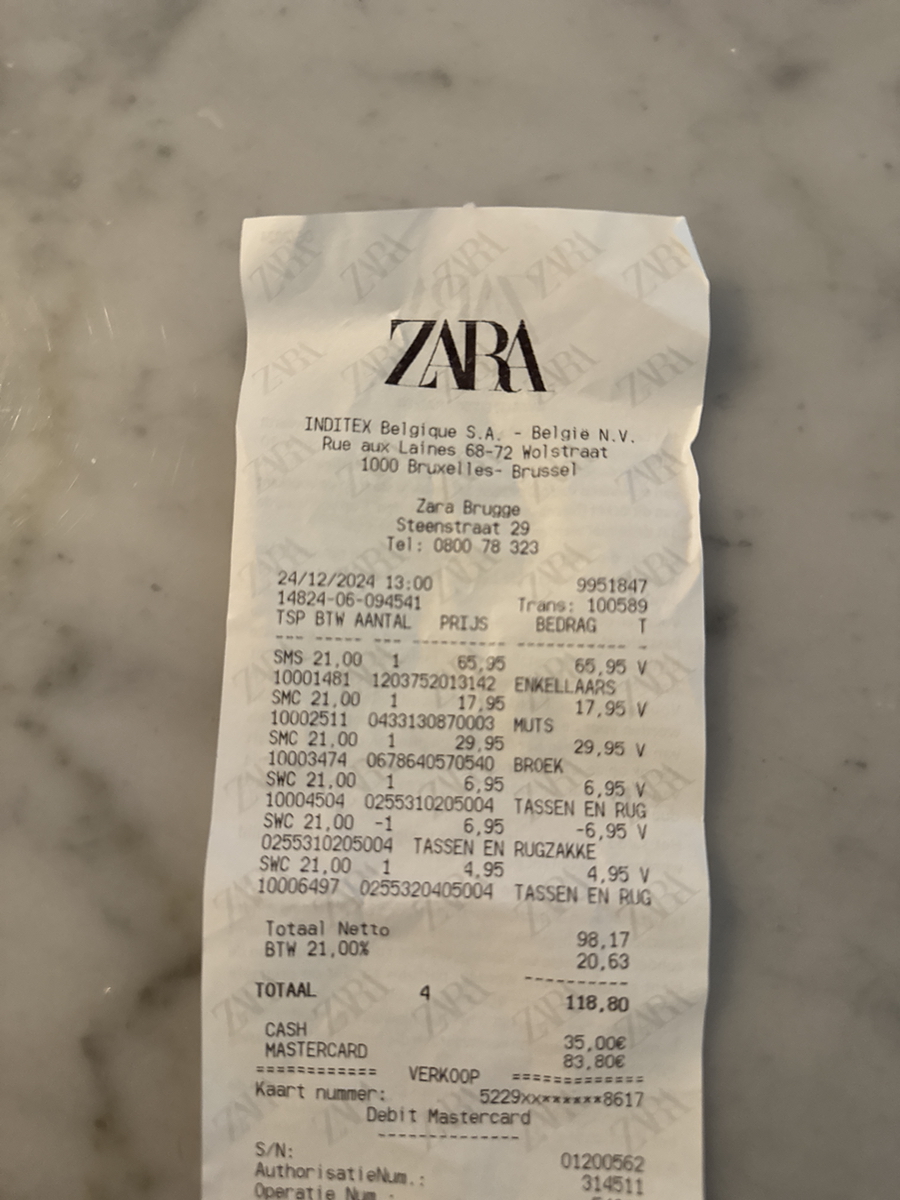 ZARA
INDITEX Belgique S.A. - Belgie N.V.
Rue aux Laines 68-72 Wolstraat
1000 Bruxelles- Brussel
Zara Brugge
Steenstraat 29
Tel: 0800 78 323
24/12/2024 13:00 9951847
14824-06-094541 Trans: 100589
TSP BTW AANTAL PRIJS BEDRAG T
--- ----- --- ---------- ----------- -
SMS 21,00 1 65,95 65,95 V
10001481 1203752013142 ENKELLAARS
SMC 21,00 1 17,95 17,95 V
10002511 0433130870003 MUTS
SMC 21,00 1 29,95 29,95 V
10003474 0678640570540 BROEK
SWC 21,00 1 6,95 6,95 V
10004504 0255310205004 TASSEN EN RUG
SWC 21,00 -1 6,95 -6,95 V
0255310205004 TASSEN EN RUGZAKKE
SWC 21,00 1 4,95 4,95 V
10006497 0255320405004 TASSEN EN RUG
Totaal Netto 98,17
BTW 21,00% 20,63
----------
TOTAAL 4 118,80
CASH 35,00€
MASTERCARD 83,80€
============ VERKOOP =============
Kaart nummer: 5229xx******8617
Debit Mastercard
--------------
S/N: 01200562
AuthorisatieNum.: 314511
Operatie Num.: